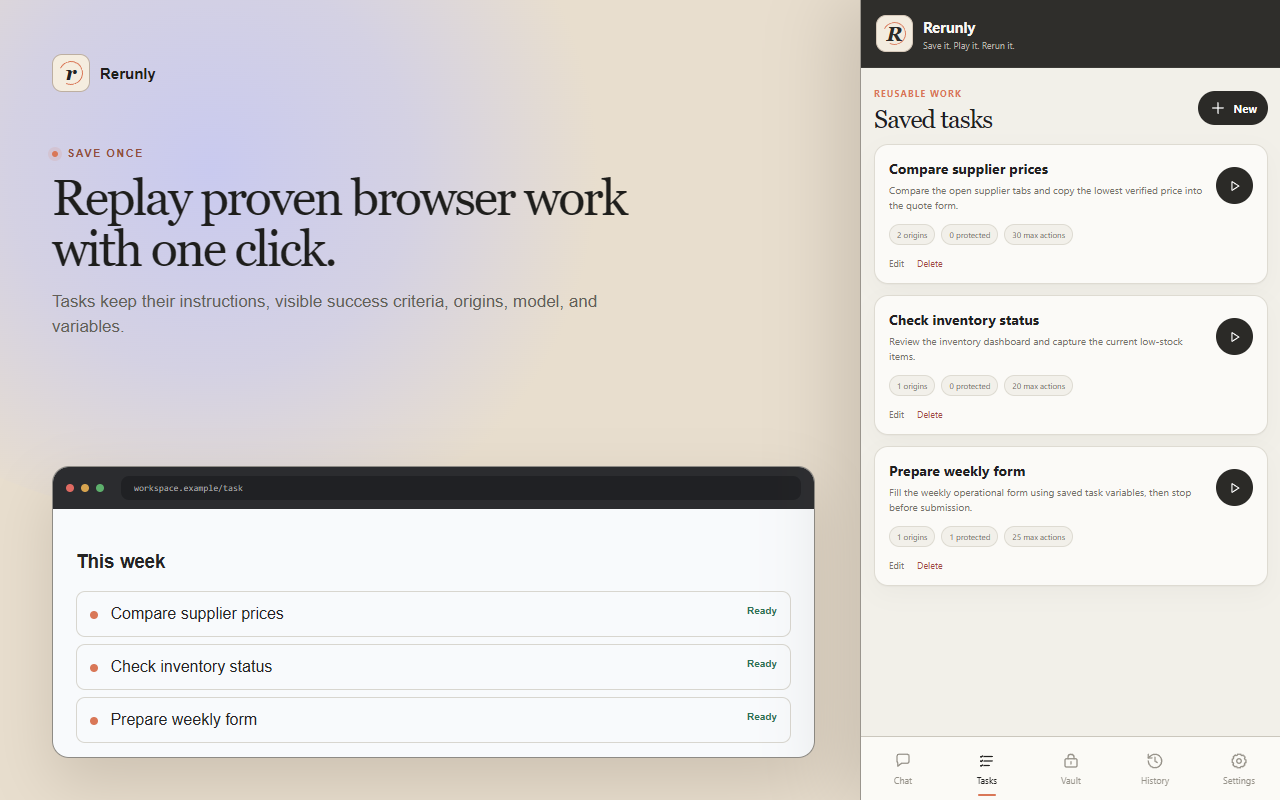 r
Rerunly
SAVE ONCE
Replay proven browser work
with one click.
Tasks keep their instructions, visible success criteria, origins, model, and
variables.
workspace.example/task
This week
Compare supplier prices
Ready
Check inventory status
Ready
Prepare weekly form
Ready
R
Rerunly
Save it. Play it. Rerun it.
REUSABLE WORK
Saved tasks
New
Compare supplier prices
Compare the open supplier tabs and copy the lowest verified price into
the quote form.
2 origins 0 protected 30 max actions
Edit Delete
Check inventory status
Review the inventory dashboard and capture the current low-stock
items.
1 origins 0 protected 20 max actions
Edit Delete
Prepare weekly form
Fill the weekly operational form using saved task variables, then stop
before submission.
1 origins 1 protected 25 max actions
Edit Delete
Chat Tasks Vault History Settings